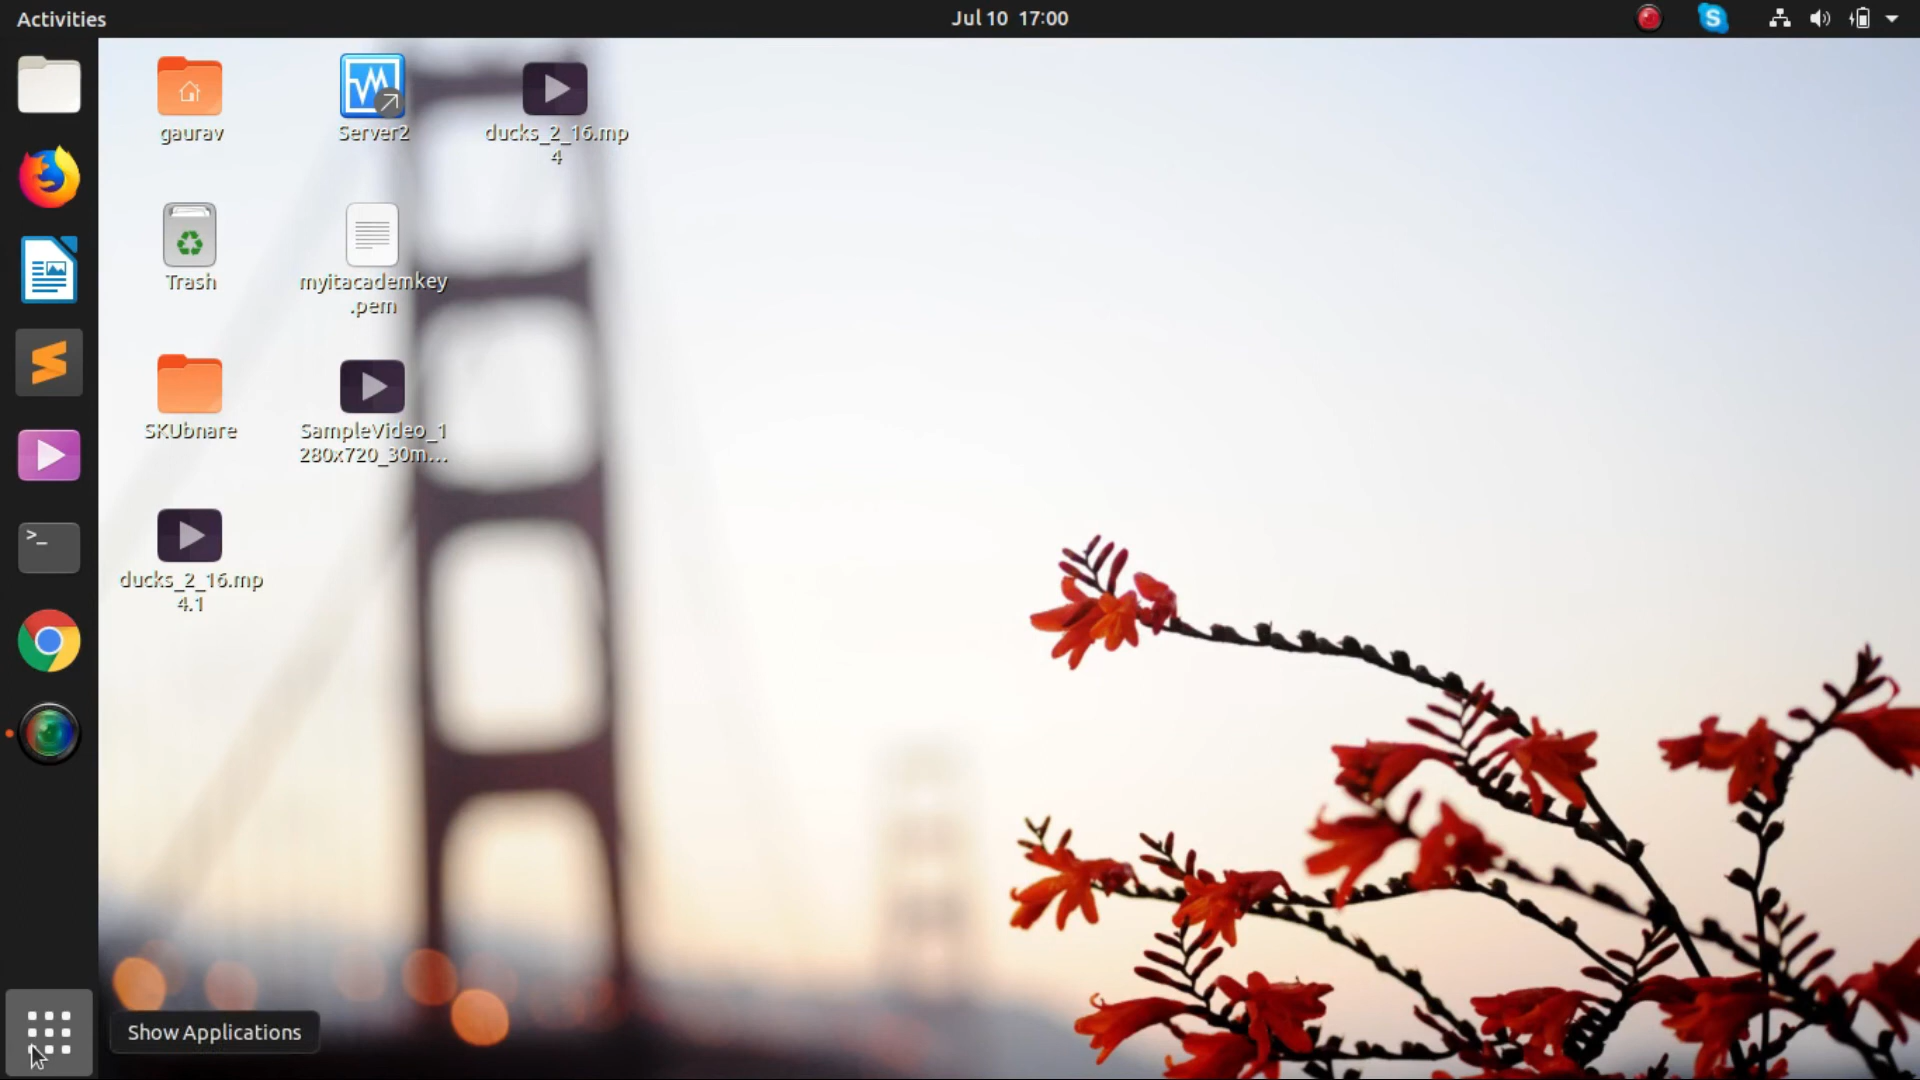 Activities
Jul 10 17:00
gaurav
Server2
ducks_2_16.mp
4
Trash
myitacademkey
.pem
SKUbnare
SampleVideo_1
280x720_30m...
ducks_2_16.mp
4.1
>_
Show Applications